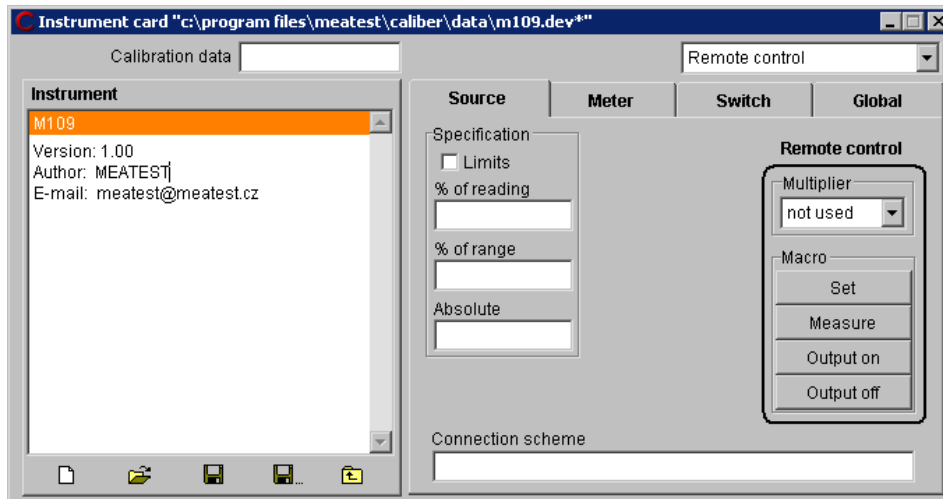 Instrument card "c:\program files\meatest\caliber\data\m109.dev*"
Calibration data
Remote control
Instrument
M109
Version: 1.00
Author: MEATEST
E-mail: meatest@meatest.cz
Source Meter Switch Global
Specification
Limits
% of reading
% of range
Absolute
Remote control
Multiplier
not used
Macro
Set
Measure
Output on
Output off
Connection scheme